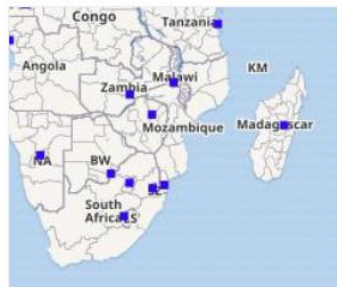 Congo
Tanzania
Angola
KM
Malawi
Zambia
Mozambique
Madagascar
NA
BW
South
Africa
LS